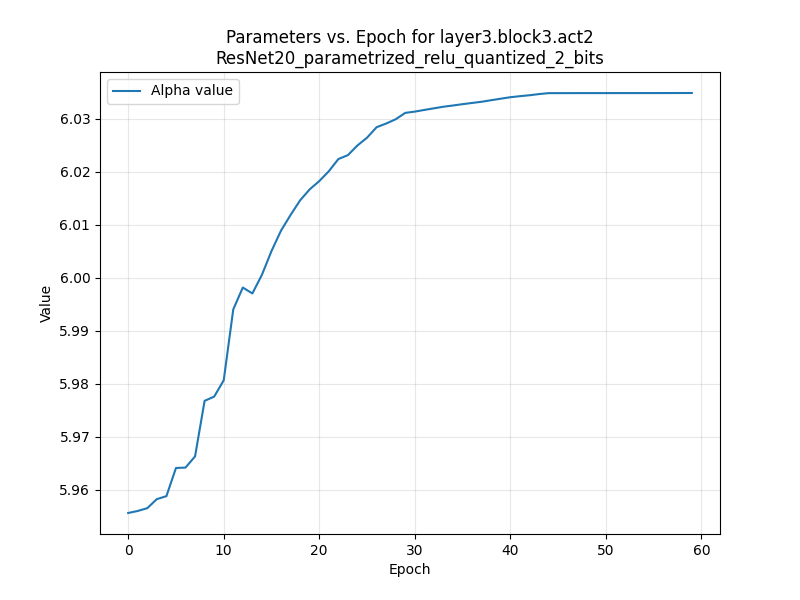 Parameters vs. Epoch for layer3.block3.act2
ResNet20_parametrized_relu_quantized_2_bits
Alpha value
6.03
6.02
6.01
6.00
5.99
5.98
5.97
5.96
Value
0 10 20 30 40 50 60
Epoch